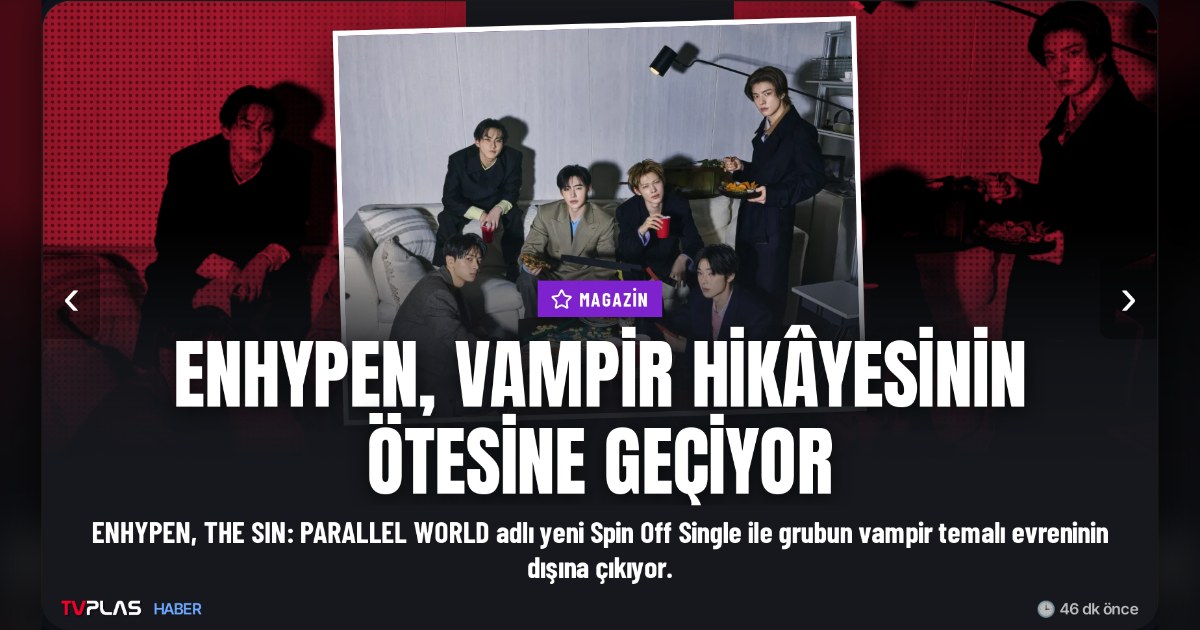 MAGAZİN
ENHYPEN, VAMPİR HİKÂYESİNİN
ÖTESİNE GEÇİYOR
ENHYPEN, THE SIN: PARALLEL WORLD adlı yeni Spin Off Single ile grubun vampir temalı evreninin
dışına çıkıyor.
TVPLAS HABER
46 dk önce